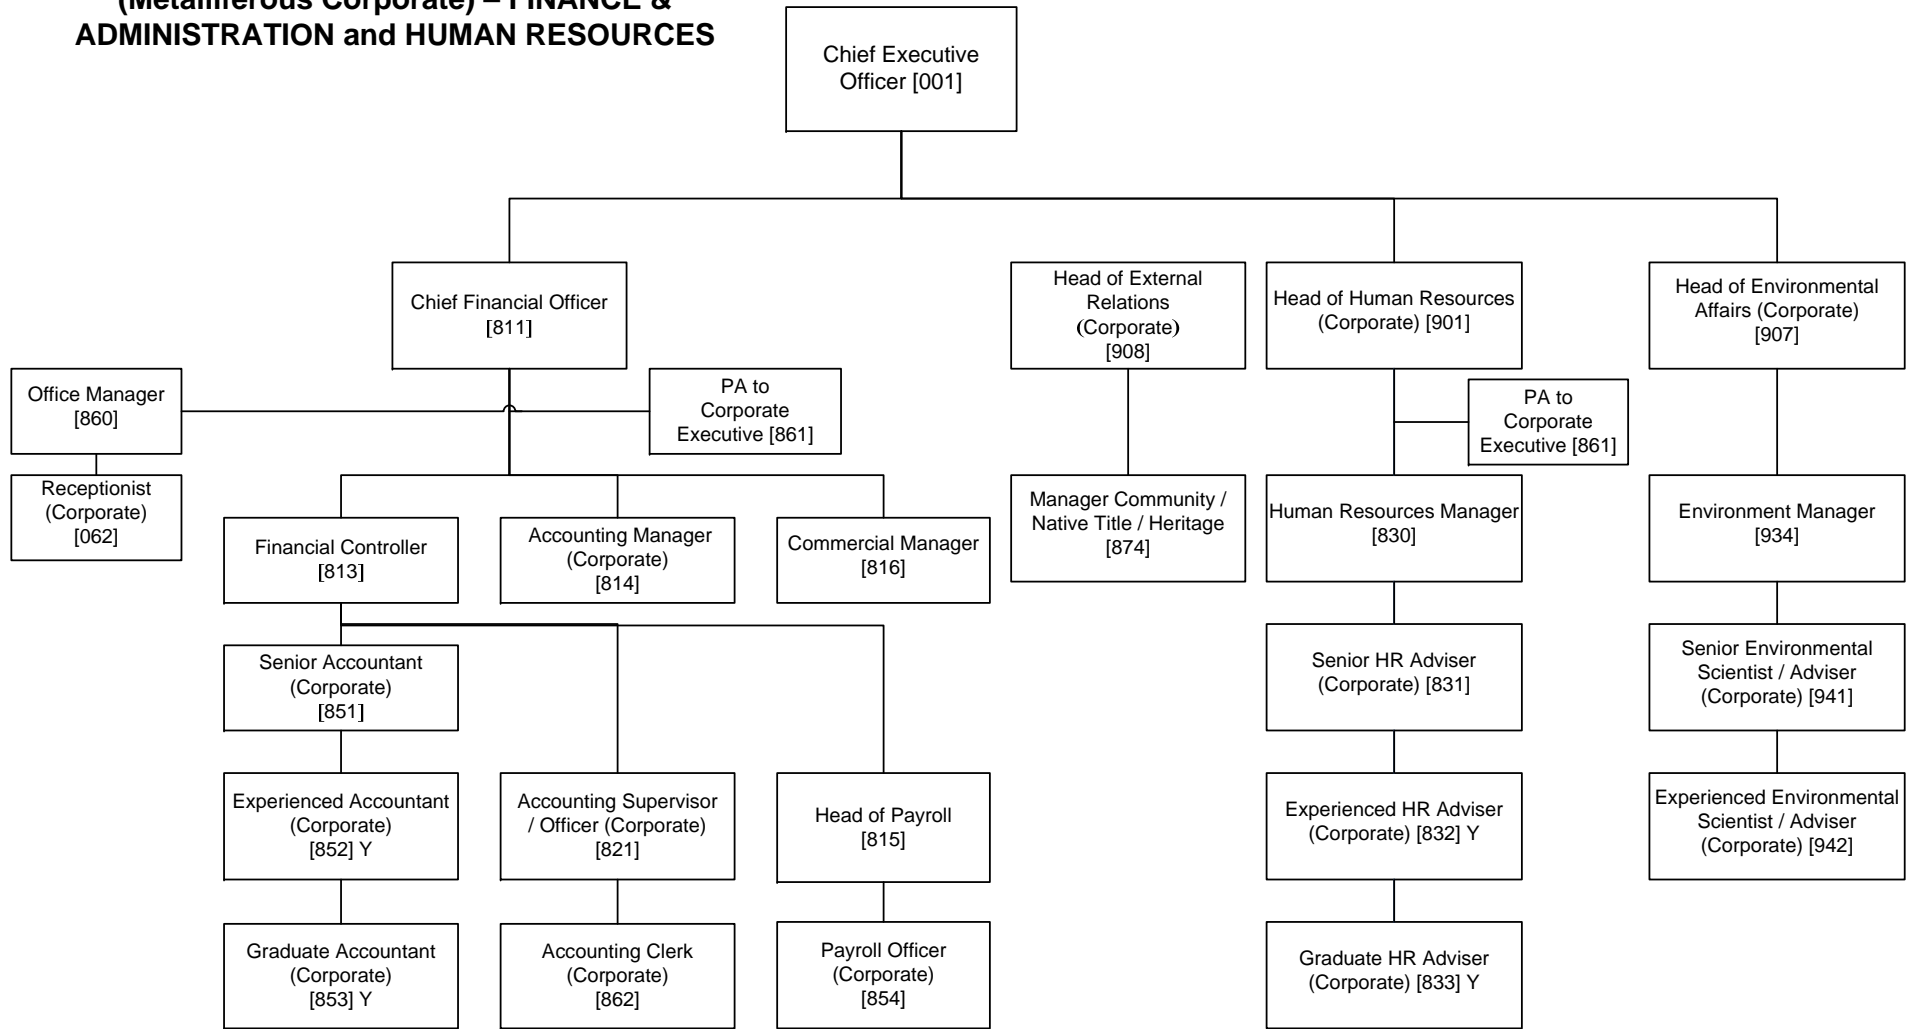 (Metalliferous Corporate) – FINANCE &
ADMINISTRATION and HUMAN RESOURCES
Chief Executive
Officer [001]
Chief Financial Officer
[811]
Head of External
Relations
(Corporate)
[908]
Head of Human Resources
(Corporate) [901]
Head of Environmental
Affairs (Corporate)
[907]
Office Manager
[860]
PA to
Corporate
Executive [861]
PA to
Corporate
Executive [861]
Receptionist
(Corporate)
[062]
Financial Controller
[813]
Accounting Manager
(Corporate)
[814]
Commercial Manager
[816]
Manager Community /
Native Title / Heritage
[874]
Human Resources Manager
[830]
Environment Manager
[934]
Senior Accountant
(Corporate)
[851]
Senior HR Adviser
(Corporate) [831]
Senior Environmental
Scientist / Adviser
(Corporate) [941]
Experienced Accountant
(Corporate)
[852] Y
Accounting Supervisor
/ Officer (Corporate)
[821]
Head of Payroll
[815]
Experienced HR Adviser
(Corporate) [832] Y
Experienced Environmental
Scientist / Adviser
(Corporate) [942]
Graduate Accountant
(Corporate)
[853] Y
Accounting Clerk
(Corporate)
[862]
Payroll Officer
(Corporate)
[854]
Graduate HR Adviser
(Corporate) [833] Y